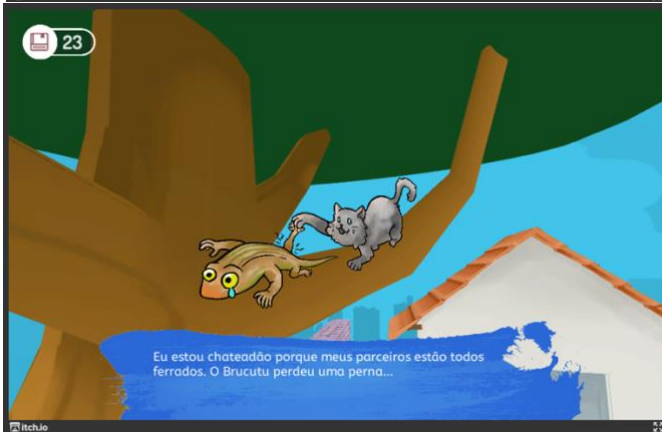 23
Eu estou chateadão porque meus parceiros estão todos
ferrados. O Brucutu perdeu uma perna...
itch.io